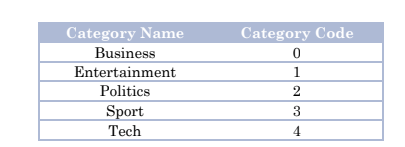 Category Name Category Code
Business 0
Entertainment 1
Politics 2
Sport 3
Tech 4